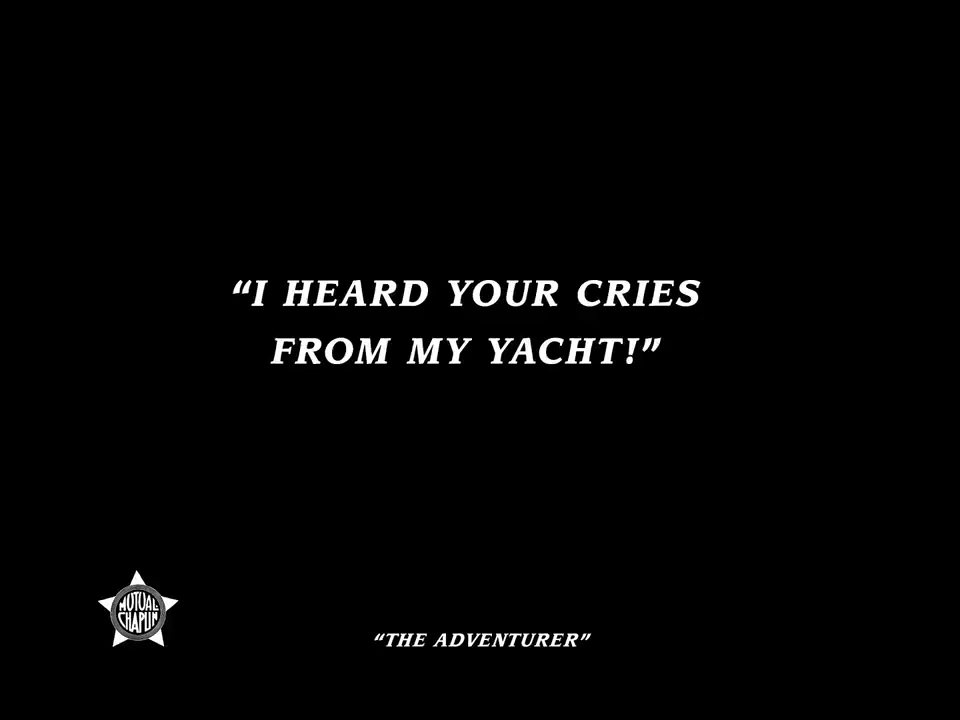 “I HEARD YOUR CRIES
FROM MY YACHT!”
MUTUAL-
CHAPLIN
“THE ADVENTURER”